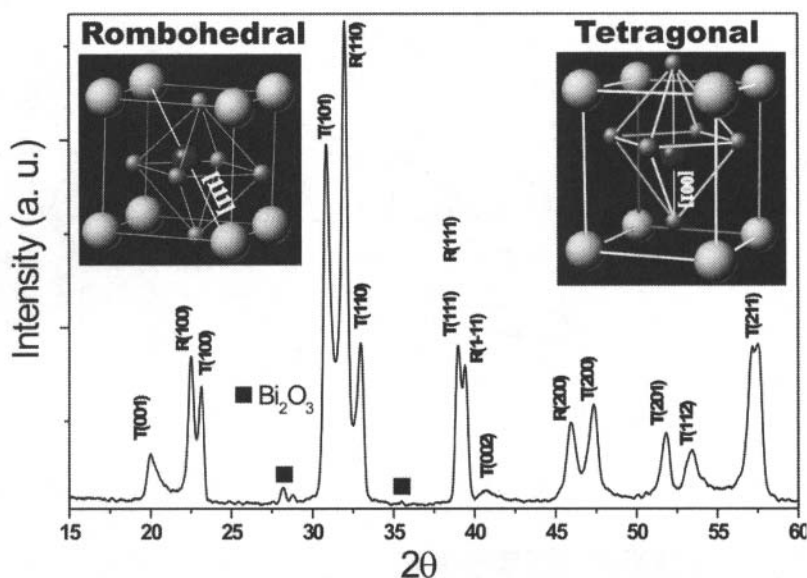 Rombohedral
Tetragonal
[111]
[001]
R(110)
T(101)
R(111)
T(110)
T(111)
R(1-11)
T(211)
R(100)
T(100)
T(001)
Bi₂O₃
T(002)
R(200)
T(200)
T(201)
T(112)
Intensity (a. u.)
15 20 25 30 35 40 45 50 55 60
2θ